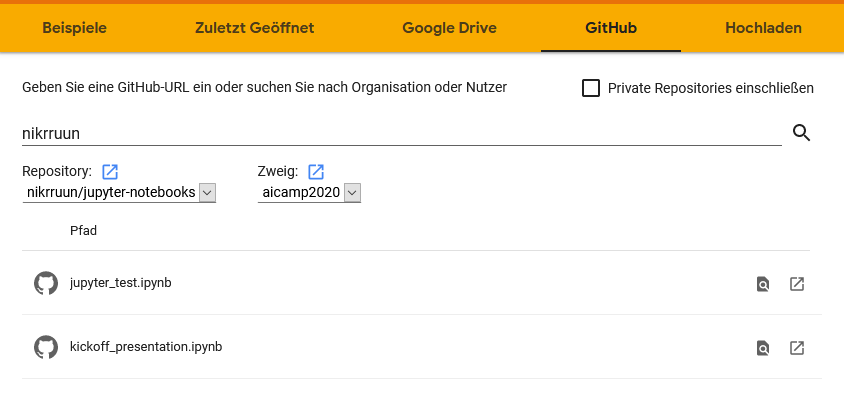 Beispiele Zuletzt Geöffnet Google Drive GitHub Hochladen
Geben Sie eine GitHub-URL ein oder suchen Sie nach Organisation oder Nutzer Private Repositories einschließen
nikrruun
Repository: Zweig:
nikrruun/jupyter-notebooks aicamp2020
Pfad
jupyter_test.ipynb
kickoff_presentation.ipynb